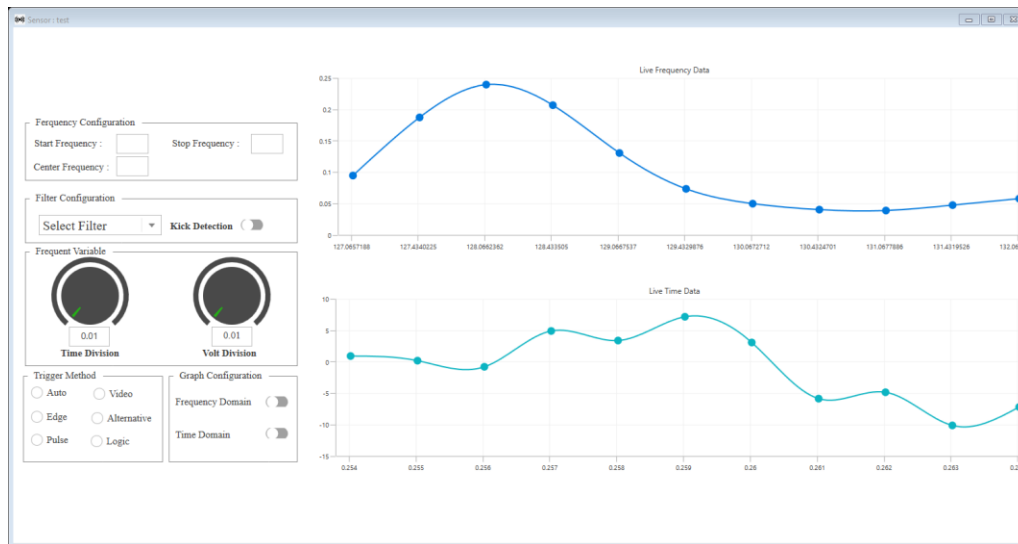 Sensor : test
Ferquency Configuration
Start Frequency :
Stop Frequency :
Center Frequency :
Filter Configuration
Select Filter
Kick Detection
Frequent Variable
0.01
0.01
Time Division
Volt Division
Trigger Method
Auto
Video
Edge
Alternative
Pulse
Logic
Graph Configuration
Frequency Domain
Time Domain
Live Frequency Data
0.25
0.2
0.15
0.1
0.05
0
127.0657188 127.4340225 128.0662362 128.433505 129.0667537 129.4329876 130.0672712 130.4324701 131.0677886 131.4319526 132.06
Live Time Data
10
5
0
-5
-10
-15
0.254 0.255 0.256 0.257 0.258 0.259 0.26 0.261 0.262 0.263